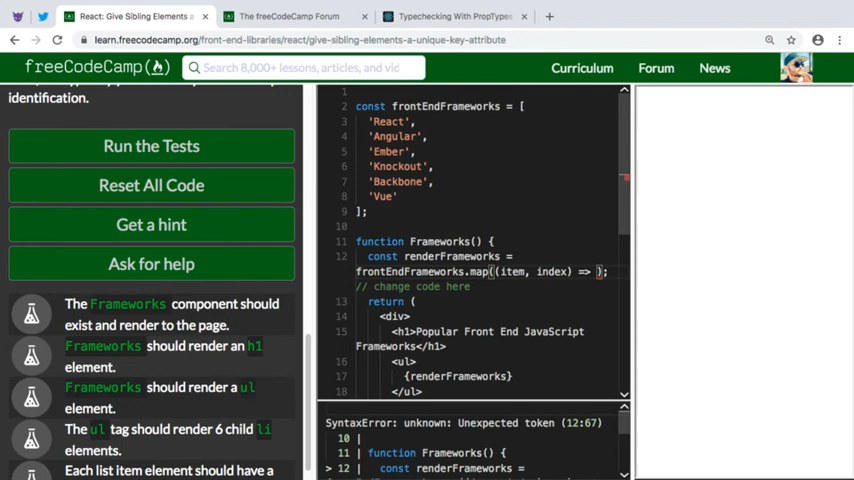 React: Give Sibling Elements a
The freeCodeCamp Forum
Typechecking With PropTypes
learn.freecodecamp.org/front-end-libraries/react/give-sibling-elements-a-unique-key-attribute
freeCodeCamp
Search 8,000+ lessons, articles, and vid
Curriculum
Forum
News
identification.
Run the Tests
Reset All Code
Get a hint
Ask for help
The Frameworks component should
exist and render to the page.
Frameworks should render an h1
element.
Frameworks should render a ul
element.
The ul tag should render 6 child li
elements.
Each list item element should have a
1
2 const frontEndFrameworks = [
3 'React',
4 'Angular',
5 'Ember',
6 'Knockout',
7 'Backbone',
8 'Vue'
9 ];
10
11 function Frameworks() {
12 const renderFrameworks =
frontEndFrameworks.map((item, index) => );
// change code here
13 return (
14 <div>
15 <h1>Popular Front End JavaScript
Frameworks</h1>
16 <ul>
17 {renderFrameworks}
18 </ul>
SyntaxError: unknown: Unexpected token (12:67)
10 |
11 | function Frameworks() {
> 12 | const renderFrameworks =